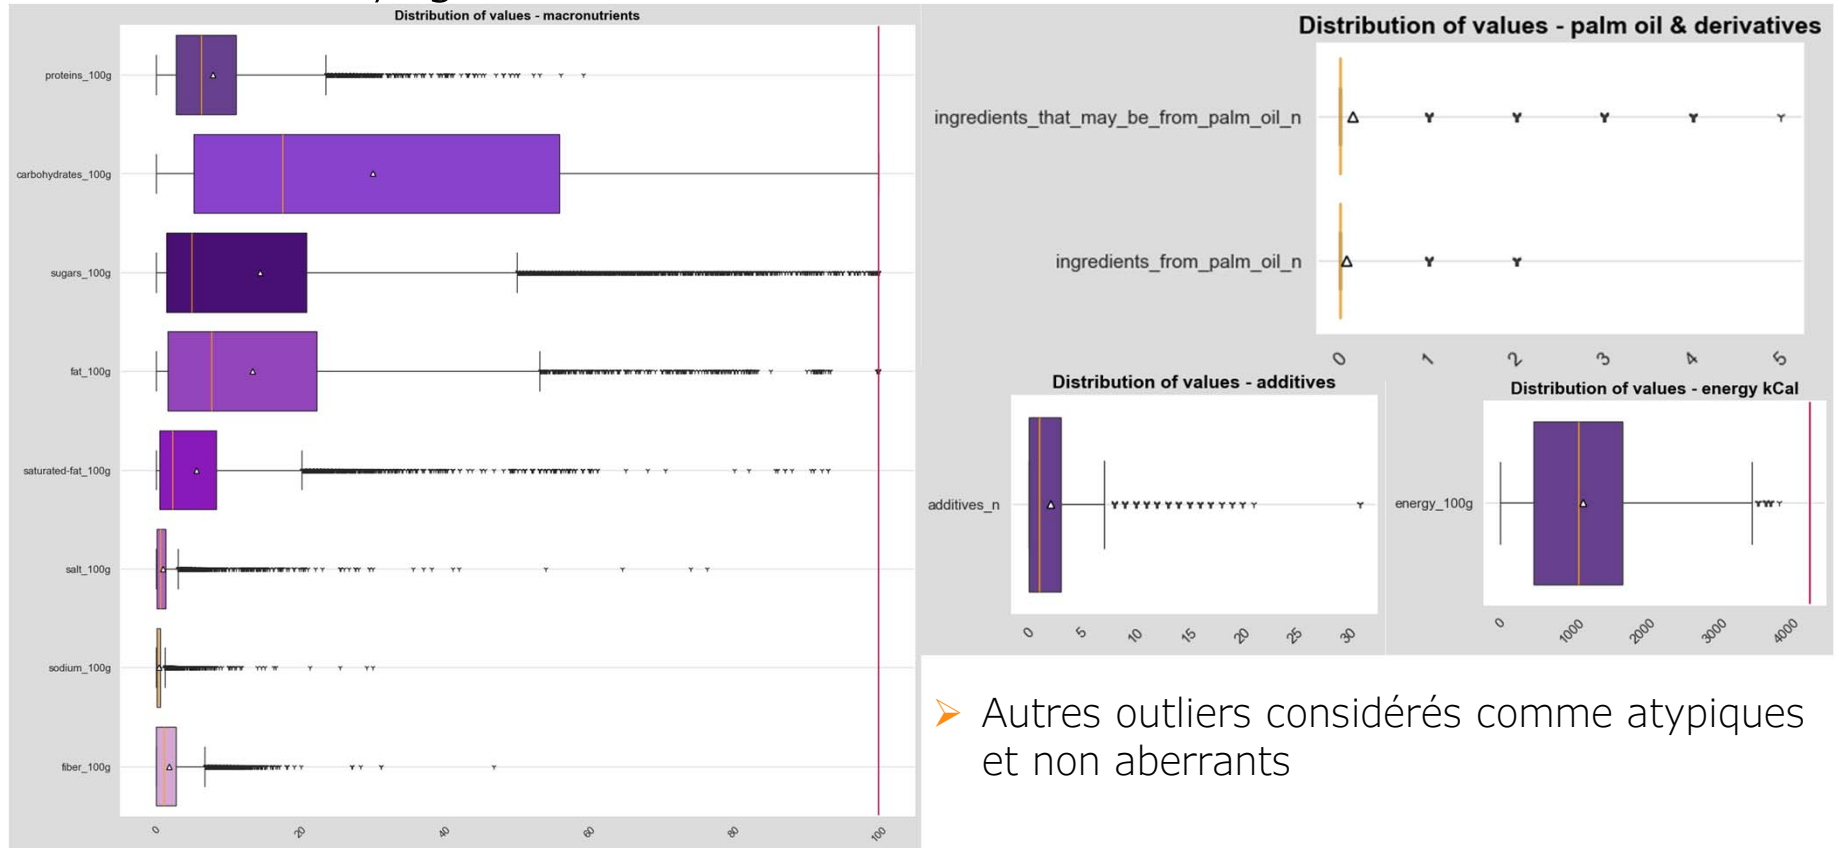 Distribution of values - macronutrients
proteins_100g
carbohydrates_100g
sugars_100g
fat_100g
saturated-fat_100g
salt_100g
sodium_100g
fiber_100g
0 20 40 60 80 100
Distribution of values - palm oil & derivatives
ingredients_that_may_be_from_palm_oil_n
ingredients_from_palm_oil_n
0 1 2 3 4 5
Distribution of values - additives
additives_n
0 5 10 15 20 25 30
Distribution of values - energy kCal
energy_100g
0 1000 2000 3000 4000
Autres outliers considérés comme atypiques
et non aberrants